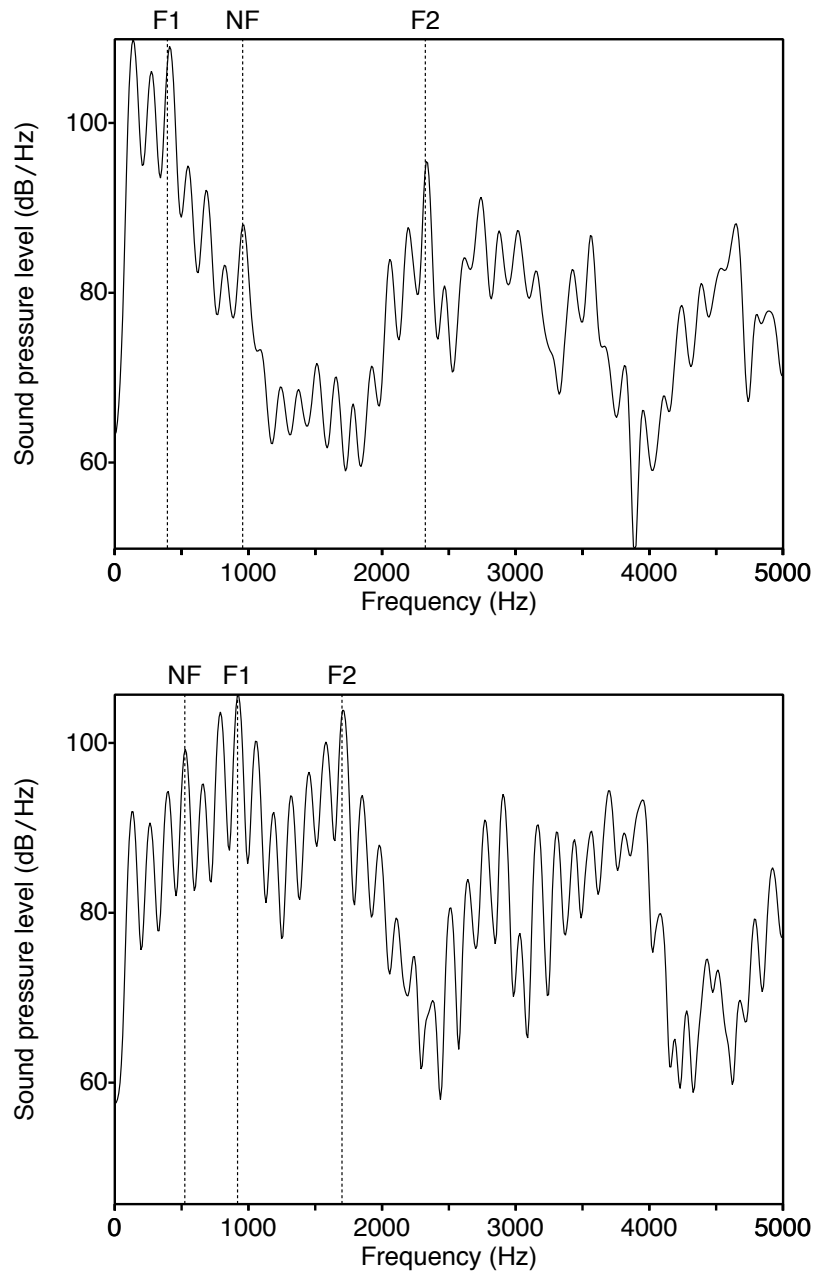 F1 NF F2
Sound pressure level (dB/Hz)
100
80
60
0 1000 2000 3000 4000 5000
Frequency (Hz)
NF F1 F2
Sound pressure level (dB/Hz)
100
80
60
0 1000 2000 3000 4000 5000
Frequency (Hz)